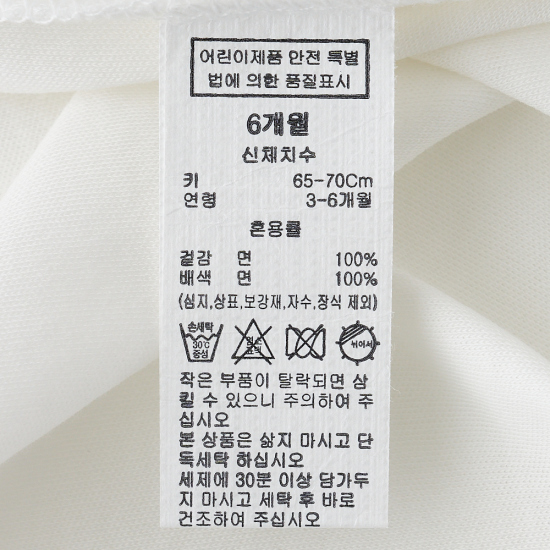 어린이제품 안전 특별
법에 의한 품질표시
6개월
신체치수
키 65-70Cm
연령 3-6개월
혼용률
겉감 면 100%
배색 면 100%
(심지,상표,보강재,자수,장식 제외)
손세탁
30℃
중성
뉘어서
작은 부품이 탈락되면 삼
킬 수 있으니 주의하여 주
십시오
본 상품은 삶지 마시고 단
독세탁 하십시오
세제에 30분 이상 담가두
지 마시고 세탁 후 바로
건조하여 주십시오